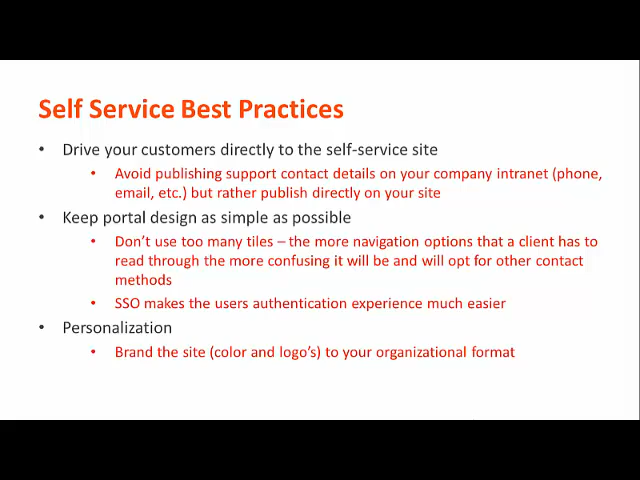 Self Service Best Practices
• Drive your customers directly to the self-service site
• Avoid publishing support contact details on your company intranet (phone,
email, etc.) but rather publish directly on your site
• Keep portal design as simple as possible
• Don't use too many tiles – the more navigation options that a client has to
read through the more confusing it will be and will opt for other contact
methods
• SSO makes the users authentication experience much easier
• Personalization
• Brand the site (color and logo's) to your organizational format